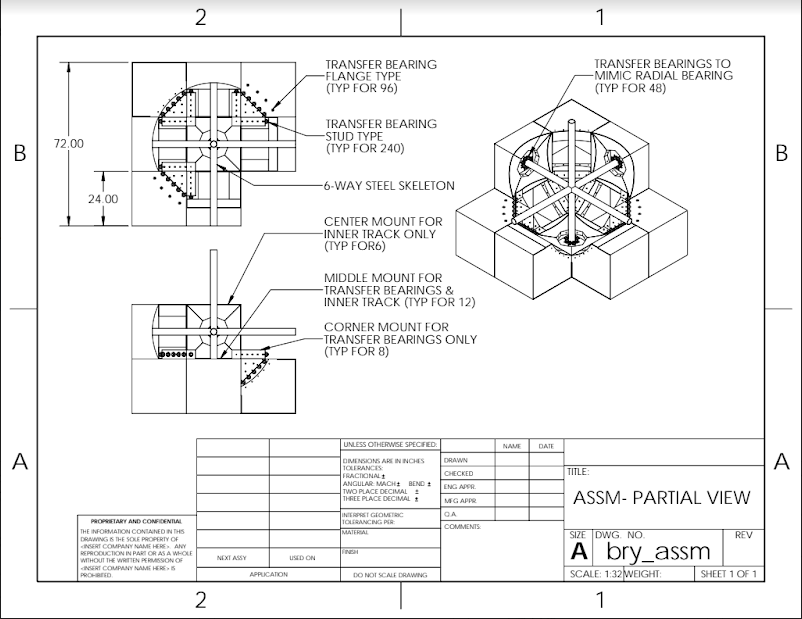 2
1
TRANSFER BEARING
FLANGE TYPE
(TYP FOR 96)
TRANSFER BEARINGS TO
MIMIC RADIAL BEARING
(TYP FOR 48)
B
B
72.00
TRANSFER BEARING
STUD TYPE
(TYP FOR 240)
24.00
6-WAY STEEL SKELETON
CENTER MOUNT FOR
INNER TRACK ONLY
(TYP FOR6)
MIDDLE MOUNT FOR
TRANSFER BEARINGS &
INNER TRACK (TYP FOR 12)
CORNER MOUNT FOR
TRANSFER BEARINGS ONLY
(TYP FOR 8)
A
A
UNLESS OTHERWISE SPECIFIED:
DIMENSIONS ARE IN INCHES
TOLERANCES:
FRACTIONAL ±
ANGULAR: MACH ± BEND ±
TWO PLACE DECIMAL ±
THREE PLACE DECIMAL ±
INTERPRET GEOMETRIC
TOLERANCING PER:
MATERIAL
FINISH
DO NOT SCALE DRAWING
NAME
DATE
DRAWN
CHECKED
ENG APPR.
MFG APPR.
Q.A.
COMMENTS:
TITLE:
ASSM- PARTIAL VIEW
SIZE
A
DWG. NO.
bry_assm
REV
SCALE: 1:32
WEIGHT:
SHEET 1 OF 1
PROPRIETARY AND CONFIDENTIAL
THE INFORMATION CONTAINED IN THIS
DRAWING IS THE SOLE PROPERTY OF
<INSERT COMPANY NAME HERE>. ANY
REPRODUCTION IN PART OR AS A WHOLE
WITHOUT THE WRITTEN PERMISSION OF
<INSERT COMPANY NAME HERE> IS
PROHIBITED.
NEXT ASSY
USED ON
APPLICATION
2
1